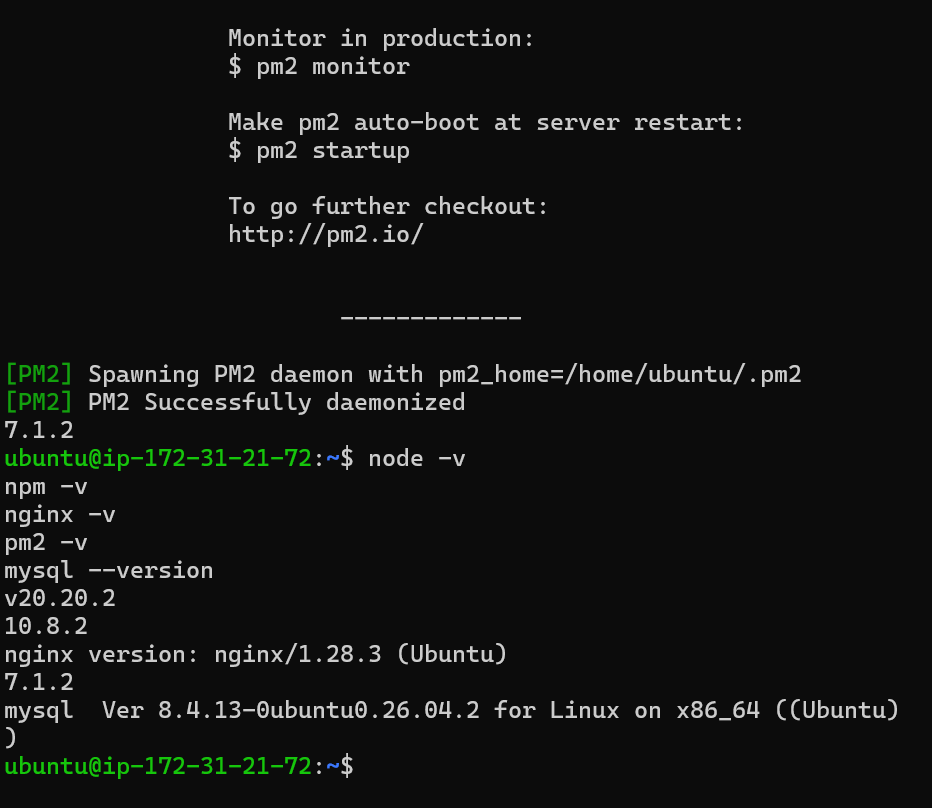 Monitor in production:
$ pm2 monitor
Make pm2 auto-boot at server restart:
$ pm2 startup
To go further checkout:
http://pm2.io/
-------------
[PM2] Spawning PM2 daemon with pm2_home=/home/ubuntu/.pm2
[PM2] PM2 Successfully daemonized
7.1.2
ubuntu@ip-172-31-21-72:~$ node -v
npm -v
nginx -v
pm2 -v
mysql --version
v20.20.2
10.8.2
nginx version: nginx/1.28.3 (Ubuntu)
7.1.2
mysql  Ver 8.4.13-0ubuntu0.26.04.2 for Linux on x86_64 ((Ubuntu)
)
ubuntu@ip-172-31-21-72:~$